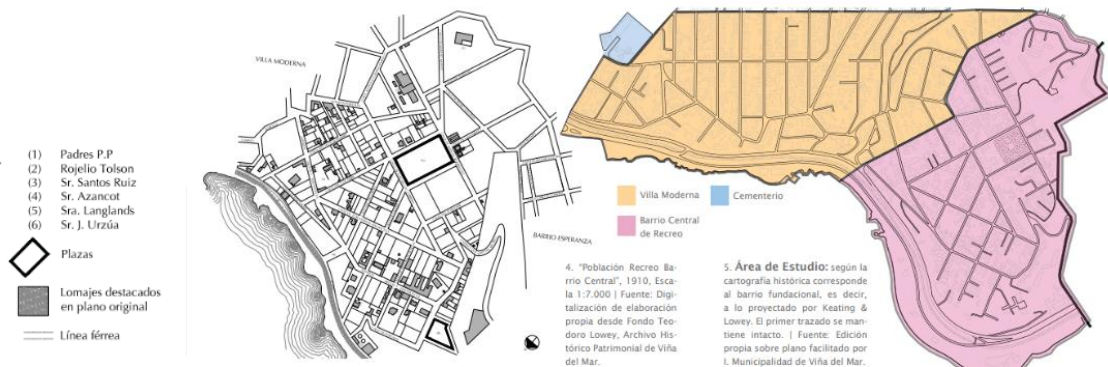 VILLA MODERNA
BARRIO ESPERANZA
(1) Padres P.P
(2) Rojelio Tolson
(3) Sr. Santos Ruiz
(4) Sr. Azancot
(5) Sra. Langlands
(6) Sr. J. Urzúa
Plazas
Lomajes destacados
en plano original
Línea férrea
Villa Moderna
Cementerio
Barrio Central
de Recreo
4. "Población Recreo Ba-
rrio Central", 1910, Esca-
la 1:7.000 | Fuente: Digi-
talización de elaboración
propia desde Fondo Teo-
doro Lowey, Archivo His-
tórico Patrimonial de Viña
del Mar.
5. Área de Estudio: según la
cartografía histórica corresponde
al barrio fundacional, es decir,
a lo proyectado por Keating &
Lowey. El primer trazado se man-
tiene intacto. | Fuente: Edición
propia sobre plano facilitado por
I. Municipalidad de Viña del Mar.